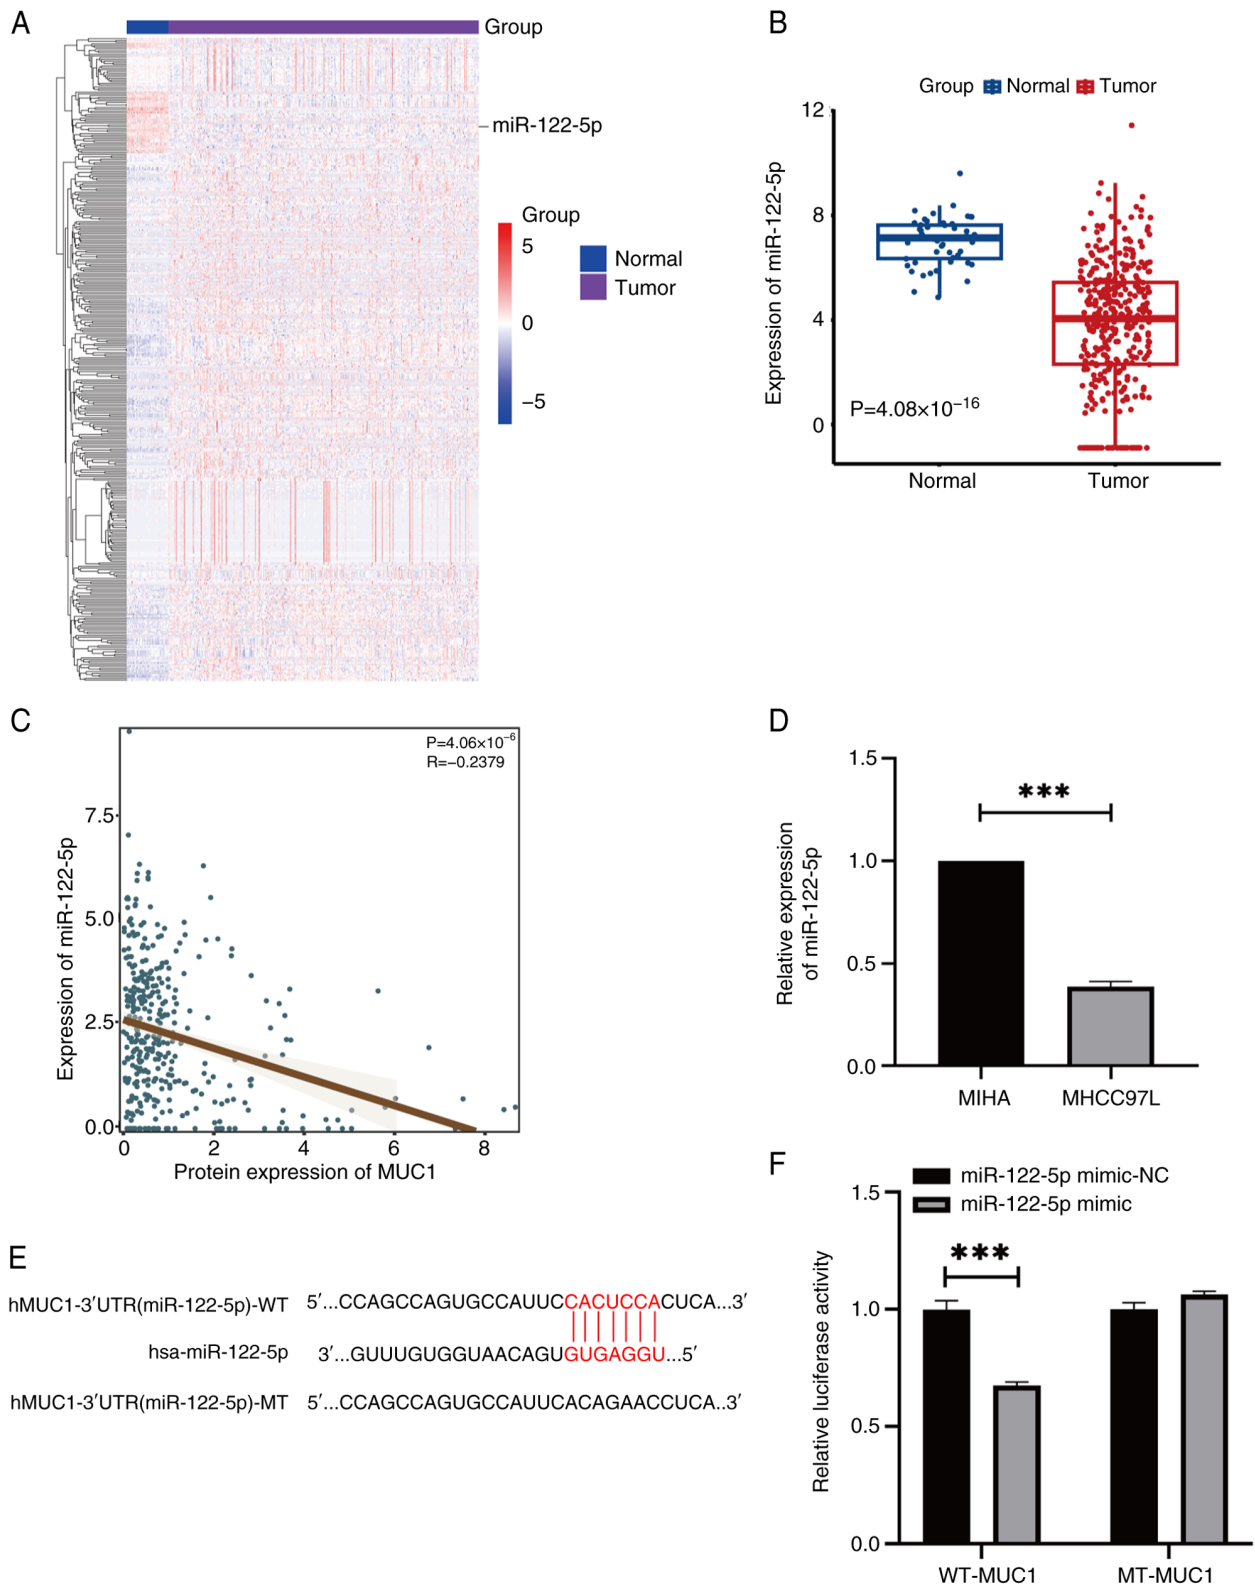 A
Group
miR-122-5p
Group
5
0
−5
Normal
Tumor
B
Group Normal Tumor
Expression of miR-122-5p
12
8
4
0
P=4.08×10−16
Normal Tumor
C
P=4.06×10−6
R=−0.2379
Expression of miR-122-5p
7.5
5.0
2.5
0.0
0 2 4 6 8
Protein expression of MUC1
D
Relative expression
of miR-122-5p
1.5
1.0
0.5
0.0
***
MIHA MHCC97L
E
hMUC1-3′UTR(miR-122-5p)-WT 5′...CCAGCCAGUGCCAUUCCACUCCACUCA...3′
hsa-miR-122-5p 3′...GUUUGUGGUAACAGUGUGAGGU...5′
hMUC1-3′UTR(miR-122-5p)-MT 5′...CCAGCCAGUGCCAUUCACAGAACCUCA..3′
F
miR-122-5p mimic-NC
miR-122-5p mimic
Relative luciferase activity
1.5
1.0
0.5
0.0
***
WT-MUC1 MT-MUC1